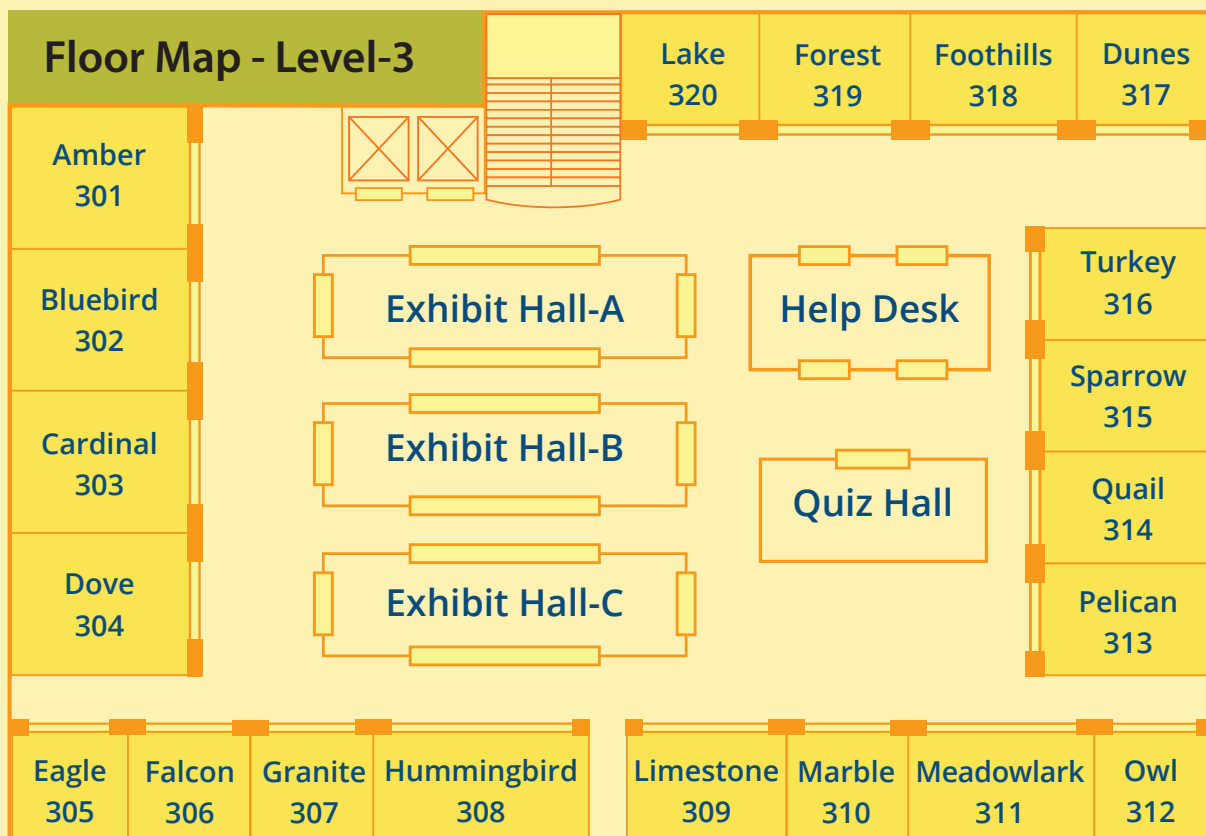 Floor Map - Level-3
Lake
320
Forest
319
Foothills
318
Dunes
317
Amber
301
Bluebird
302
Cardinal
303
Dove
304
Exhibit Hall-A
Exhibit Hall-B
Exhibit Hall-C
Help Desk
Quiz Hall
Turkey
316
Sparrow
315
Quail
314
Pelican
313
Eagle
305
Falcon
306
Granite
307
Hummingbird
308
Limestone
309
Marble
310
Meadowlark
311
Owl
312